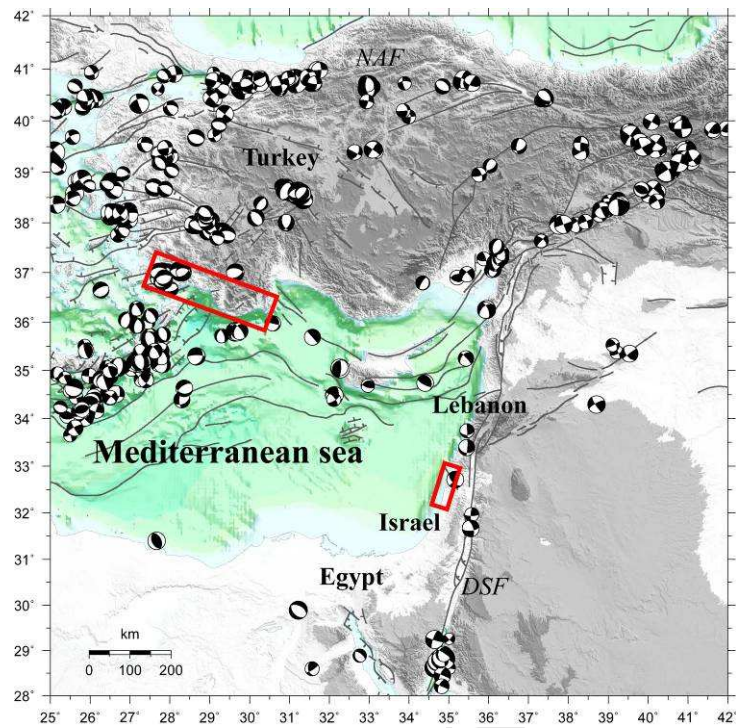 42˚
41˚
40˚
39˚
38˚
37˚
36˚
35˚
34˚
33˚
32˚
31˚
30˚
29˚
28˚
NAF
Turkey
Lebanon
Mediterranean sea
Israel
Egypt
DSF
km
0 100 200
25˚ 26˚ 27˚ 28˚ 29˚ 30˚ 31˚ 32˚ 33˚ 34˚ 35˚ 36˚ 37˚ 38˚ 39˚ 40˚ 41˚ 42˚